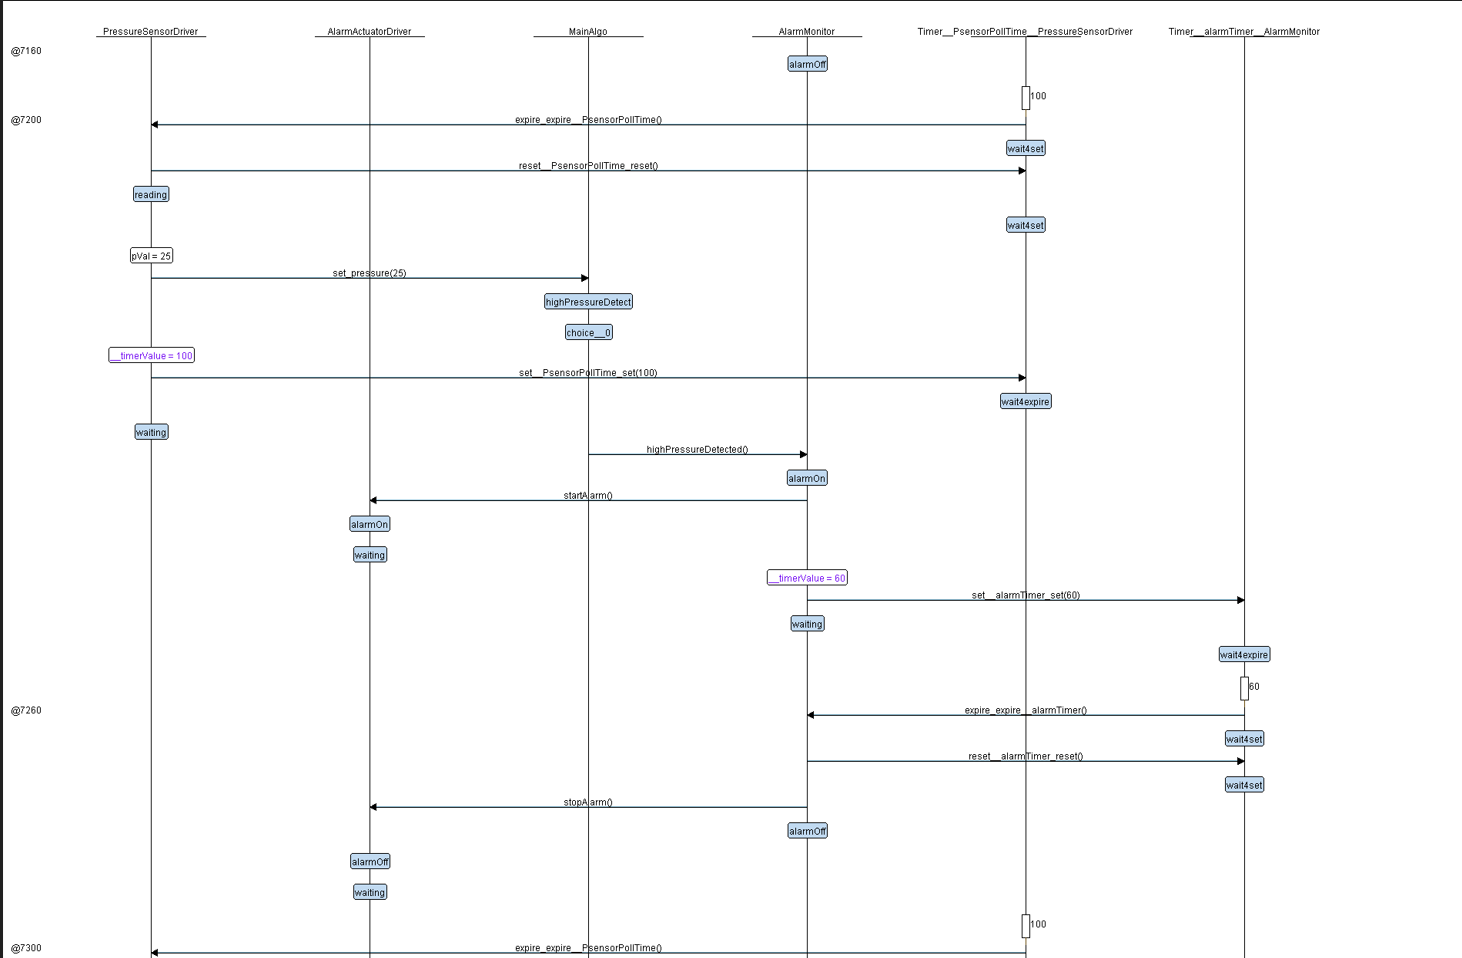 PressureSensorDriver
AlarmActuatorDriver
MainAlgo
AlarmMonitor
Timer__PsensorPollTime__PressureSensorDriver
Timer__alarmTimer__AlarmMonitor
@7160
alarmOff
100
@7200
expire_expire__PsensorPollTime()
wait4set
reset__PsensorPollTime_reset()
reading
wait4set
pVal = 25
set_pressure(25)
highPressureDetect
choice__0
__timerValue = 100
set__PsensorPollTime_set(100)
wait4expire
waiting
highPressureDetected()
alarmOn
startAlarm()
alarmOn
waiting
__timerValue = 60
set__alarmTimer_set(60)
waiting
wait4expire
60
@7260
expire_expire__alarmTimer()
wait4set
reset__alarmTimer_reset()
wait4set
stopAlarm()
alarmOff
alarmOff
waiting
100
@7300
expire_expire__PsensorPollTime()